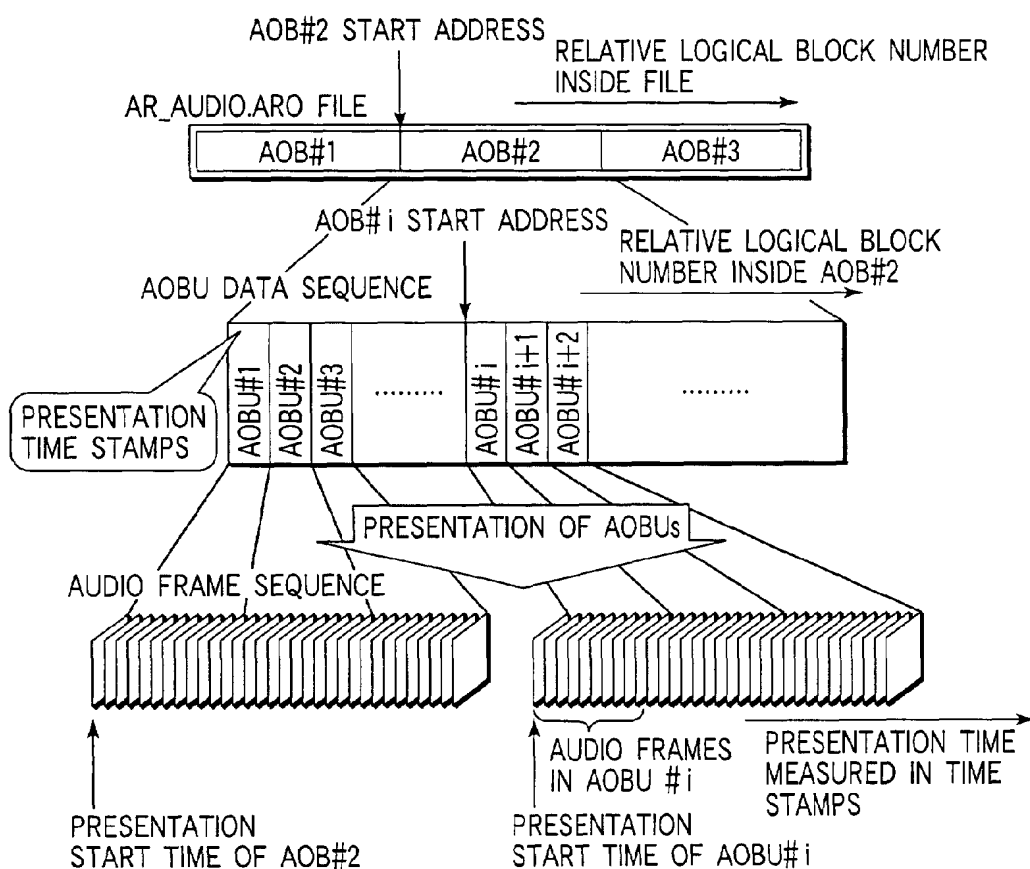 AOB#2 START ADDRESS
RELATIVE LOGICAL BLOCK NUMBER
INSIDE FILE
AR_AUDIO.ARO FILE
AOB#1
AOB#2
AOB#3
AOB#i START ADDRESS
RELATIVE LOGICAL BLOCK
NUMBER INSIDE AOB#2
AOBU DATA SEQUENCE
AOBU#1
AOBU#2
AOBU#3
.........
AOBU#i
AOBU#i+1
AOBU#i+2
.........
PRESENTATION
TIME STAMPS
PRESENTATION OF AOBUs
AUDIO FRAME SEQUENCE
AUDIO FRAMES
IN AOBU #i
PRESENTATION TIME
MEASURED IN TIME
STAMPS
PRESENTATION
START TIME OF AOB#2
PRESENTATION
START TIME OF AOBU#i